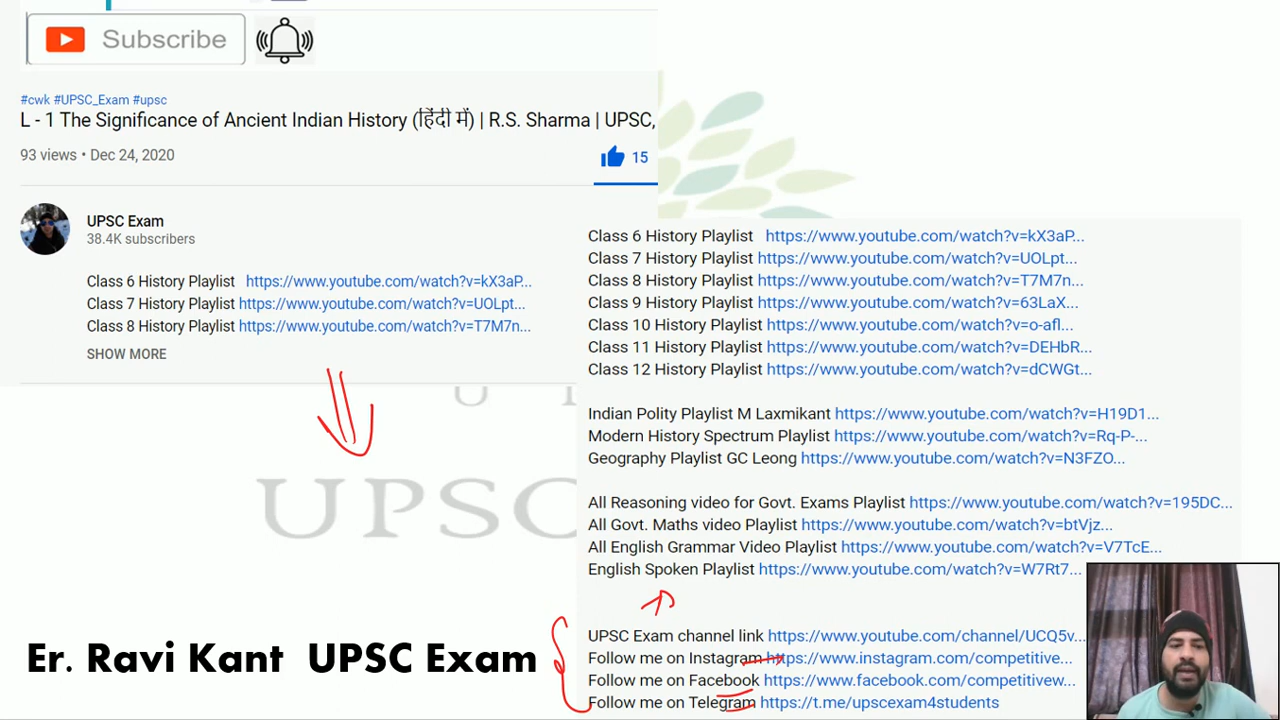 Subscribe
#cwk #UPSC_Exam #upsc
L - 1 The Significance of Ancient Indian History (हिंदी में) | R.S. Sharma | UPSC,
93 views • Dec 24, 2020
15
UPSC Exam
38.4K subscribers
Class 6 History Playlist https://www.youtube.com/watch?v=kX3aP...
Class 7 History Playlist https://www.youtube.com/watch?v=UOLpt...
Class 8 History Playlist https://www.youtube.com/watch?v=T7M7n...
SHOW MORE
Class 6 History Playlist https://www.youtube.com/watch?v=kX3aP...
Class 7 History Playlist https://www.youtube.com/watch?v=UOLpt...
Class 8 History Playlist https://www.youtube.com/watch?v=T7M7n...
Class 9 History Playlist https://www.youtube.com/watch?v=63LaX...
Class 10 History Playlist https://www.youtube.com/watch?v=o-afl...
Class 11 History Playlist https://www.youtube.com/watch?v=DEHbR...
Class 12 History Playlist https://www.youtube.com/watch?v=dCWGt...
Indian Polity Playlist M Laxmikant https://www.youtube.com/watch?v=H19D1...
Modern History Spectrum Playlist https://www.youtube.com/watch?v=Rq-P-...
Geography Playlist GC Leong https://www.youtube.com/watch?v=N3FZO...
All Reasoning video for Govt. Exams Playlist https://www.youtube.com/watch?v=195DC...
All Govt. Maths video Playlist https://www.youtube.com/watch?v=btVjz...
All English Grammar Video Playlist https://www.youtube.com/watch?v=V7TcE...
English Spoken Playlist https://www.youtube.com/watch?v=W7Rt7...
UPSC Exam channel link https://www.youtube.com/channel/UCQ5v...
Follow me on Instagram https://www.instagram.com/competitive...
Follow me on Facebook https://www.facebook.com/competitivew...
Follow me on Telegram https://t.me/upscexam4students
UPSC
Er. Ravi Kant UPSC Exam